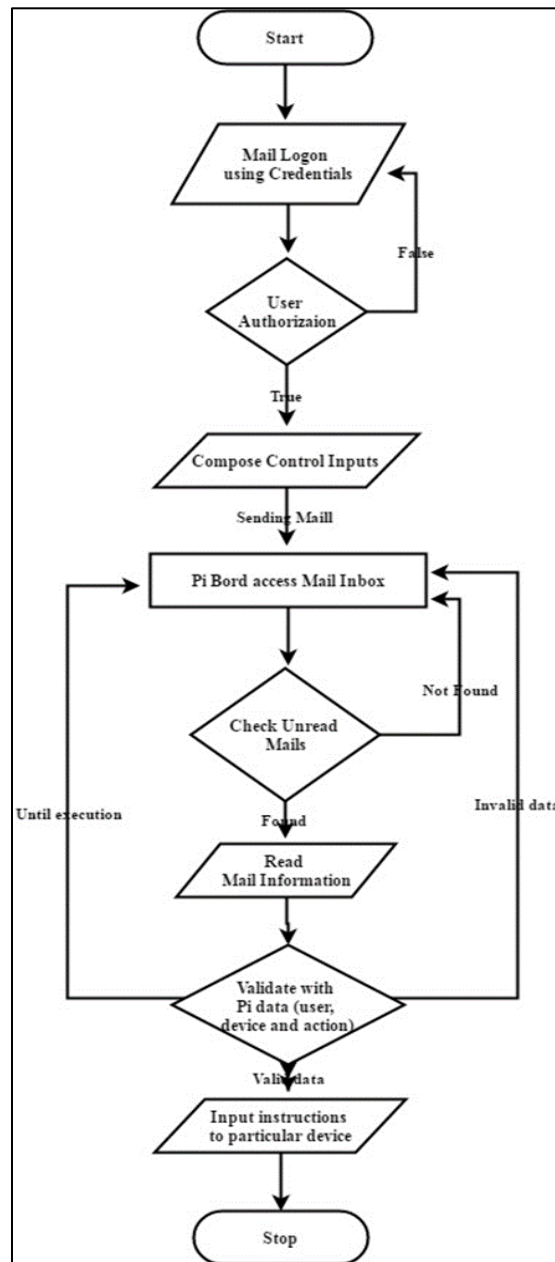 Start
Mail Logon
using Credentials
False
User
Authorizaion
True
Compose Control Inputs
Sending Maill
Pi Bord access Mail Inbox
Not Found
Check Unread
Mails
Until execution
Invalid data
Found
Read
Mail Information
Validate with
Pi data (user,
device and action)
Valid data
Input instructions
to particular device
Stop